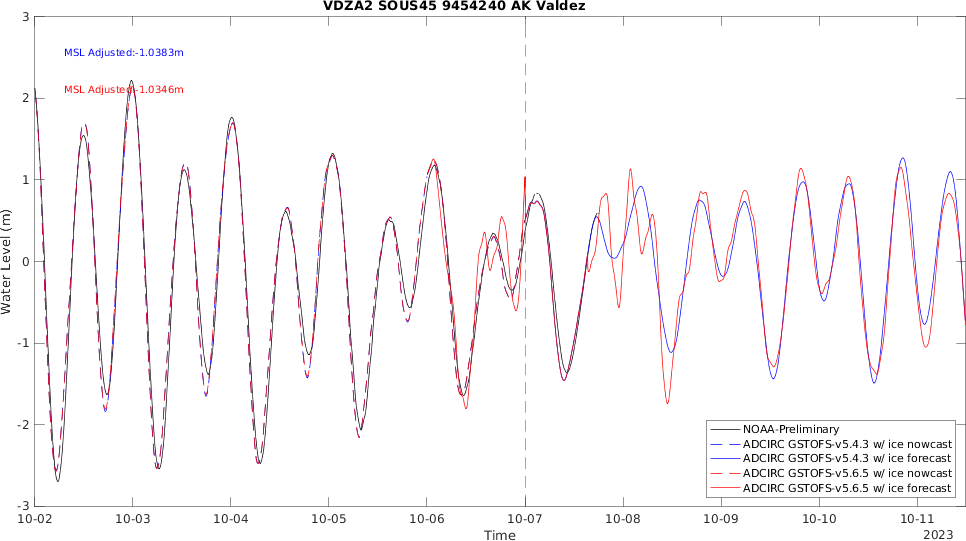 VDZA2 SOUS45 9454240 AK Valdez
MSL Adjusted:-1.0383m
MSL Adjusted:-1.0346m
Water Level (m)
3
2
1
0
-1
-2
-3
NOAA-Preliminary
ADCIRC GSTOFS-v5.4.3 w/ ice nowcast
ADCIRC GSTOFS-v5.4.3 w/ ice forecast
ADCIRC GSTOFS-v5.6.5 w/ ice nowcast
ADCIRC GSTOFS-v5.6.5 w/ ice forecast
10-02 10-03 10-04 10-05 10-06 10-07 10-08 10-09 10-10 10-11
Time
2023